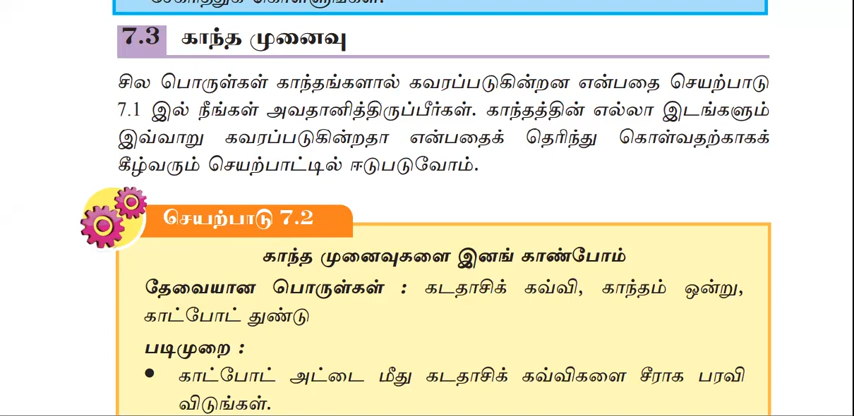 சேகரித்துக் கொள்ளுங்கள்.
7.3 காந்த முனைவு
சில பொருள்கள் காந்தங்களால் கவரப்படுகின்றன என்பதை செயற்பாடு
7.1 இல் நீங்கள் அவதானித்திருப்பீர்கள். காந்தத்தின் எல்லா இடங்களும்
இவ்வாறு கவரப்படுகின்றதா என்பதைக் தெரிந்து கொள்வதற்காகக்
கீழ்வரும் செயற்பாட்டில் ஈடுபடுவோம்.
செயற்பாடு 7.2
காந்த முனைவுகளை இனங் காண்போம்
தேவையான பொருள்கள் : கடதாசிக் கவ்வி, காந்தம் ஒன்று,
காட்போட் துண்டு
படிமுறை :
● காட்போட் அட்டை மீது கடதாசிக் கவ்விகளை சீராக பரவி
விடுங்கள்.